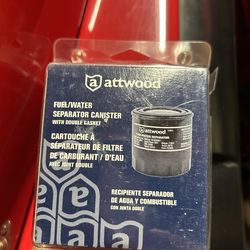 attwood
FUEL/WATER
SEPARATOR CANISTER
WITH DOUBLE GASKET
CARTOUCHE À
SÉPARATEUR DE FILTRE
DE CARBURANT / D'EAU
AVEC JOINT DOUBLE
attwood
RECIPIENTE SEPARADOR
DE AGUA Y COMBUSTIBLE
CON JUNTA DOBLE